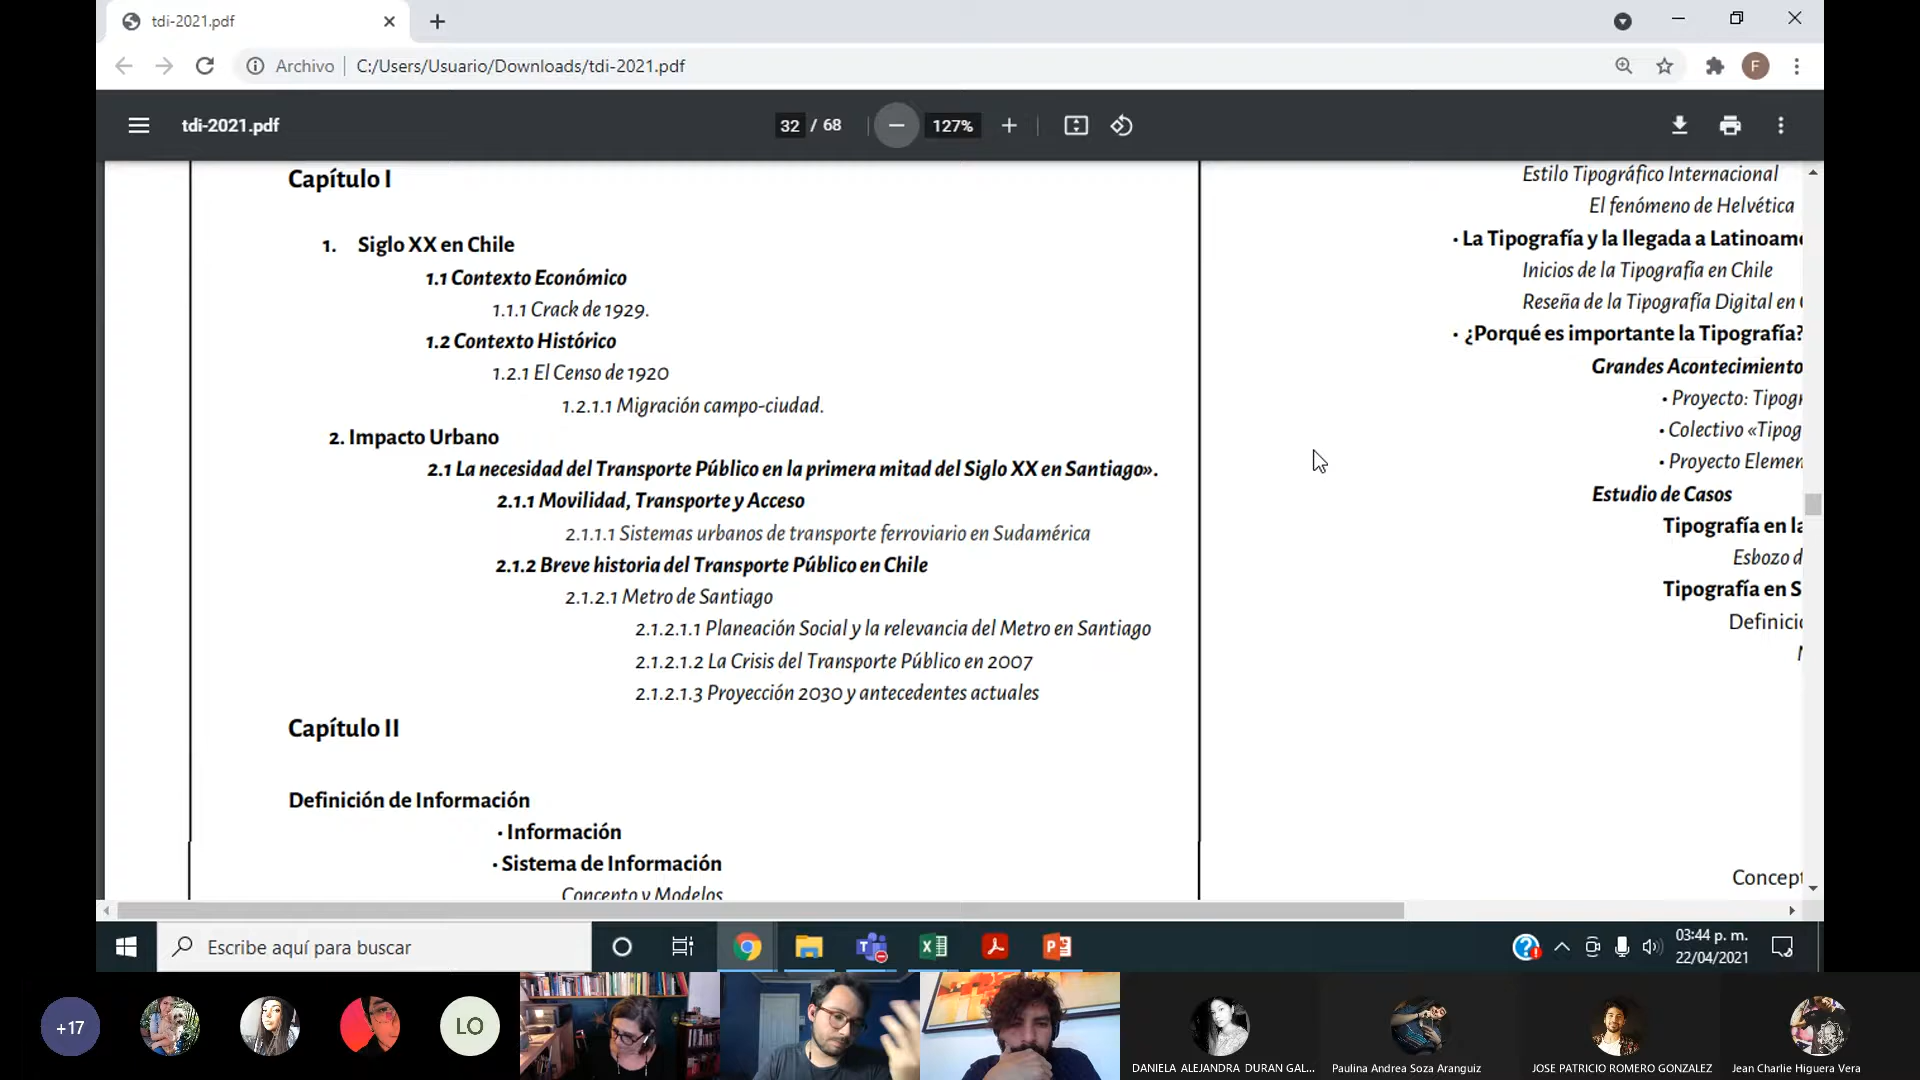 tdi-2021.pdf
Archivo
C:/Users/Usuario/Downloads/tdi-2021.pdf
F
tdi-2021.pdf
32 / 68
127%
Capítulo I
1. Siglo XX en Chile
1.1 Contexto Económico
1.1.1 Crack de 1929.
1.2 Contexto Histórico
1.2.1 El Censo de 1920
1.2.1.1 Migración campo-ciudad.
2. Impacto Urbano
2.1 La necesidad del Transporte Público en la primera mitad del Siglo XX en Santiago».
2.1.1 Movilidad, Transporte y Acceso
2.1.1.1 Sistemas urbanos de transporte ferroviario en Sudamérica
2.1.2 Breve historia del Transporte Público en Chile
2.1.2.1 Metro de Santiago
2.1.2.1.1 Planeación Social y la relevancia del Metro en Santiago
2.1.2.1.2 La Crisis del Transporte Público en 2007
2.1.2.1.3 Proyección 2030 y antecedentes actuales
Capítulo II
Definición de Información
• Información
• Sistema de Información
Concepto y Modelos
Estilo Tipográfico Internacional
El fenómeno de Helvética
• La Tipografía y la llegada a Latinoam
Inicios de la Tipografía en Chile
Reseña de la Tipografía Digital en
• ¿Porqué es importante la Tipografía?
Grandes Acontecimiento
• Proyecto: Tipog
• Colectivo «Tipog
• Proyecto Elemen
Estudio de Casos
Tipografía en la
Esbozo d
Tipografía en S
Definici
Concept
Escribe aquí para buscar
03:44 p. m.
22/04/2021
+17
LO
DANIELA ALEJANDRA DURAN GAL...
Paulina Andrea Soza Aranguiz
JOSE PATRICIO ROMERO GONZALEZ
Jean Charlie Higuera Vera